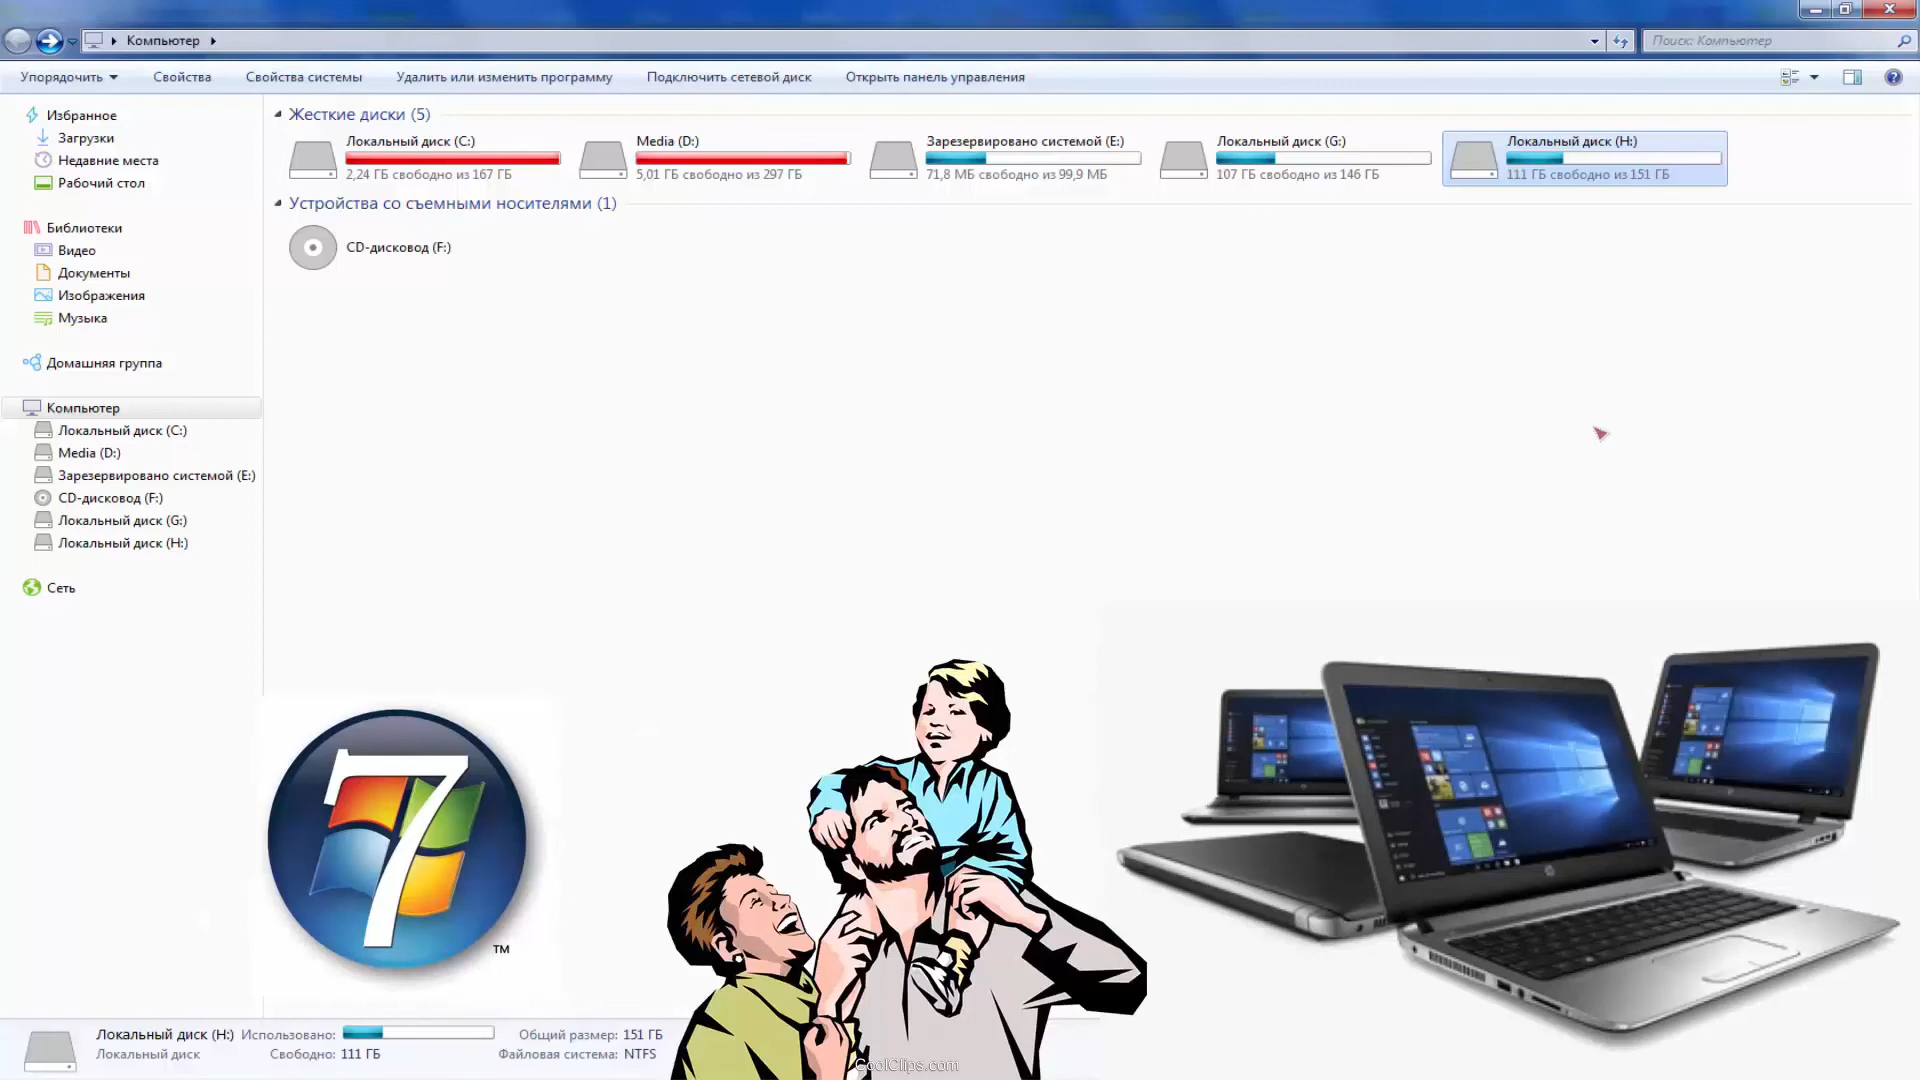 Компьютер
Поиск: Компьютер
Упорядочить Свойства Свойства системы Удалить или изменить программу Подключить сетевой диск Открыть панель управления
Избранное
Загрузки
Недавние места
Рабочий стол
Библиотеки
Видео
Документы
Изображения
Музыка
Домашняя группа
Компьютер
Локальный диск (C:)
Media (D:)
Зарезервировано системой (E:)
CD-дисковод (F:)
Локальный диск (G:)
Локальный диск (H:)
Сеть
Жесткие диски (5)
Локальный диск (C:)
2,24 ГБ свободно из 167 ГБ
Media (D:)
5,01 ГБ свободно из 297 ГБ
Зарезервировано системой (E:)
71,8 МБ свободно из 99,9 МБ
Локальный диск (G:)
107 ГБ свободно из 146 ГБ
Локальный диск (H:)
111 ГБ свободно из 151 ГБ
Устройства со съемными носителями (1)
CD-дисковод (F:)
7
TM
CoolClips.com
Локальный диск (H:) Использовано: Общий размер: 151 ГБ
Локальный диск Свободно: 111 ГБ Файловая система: NTFS